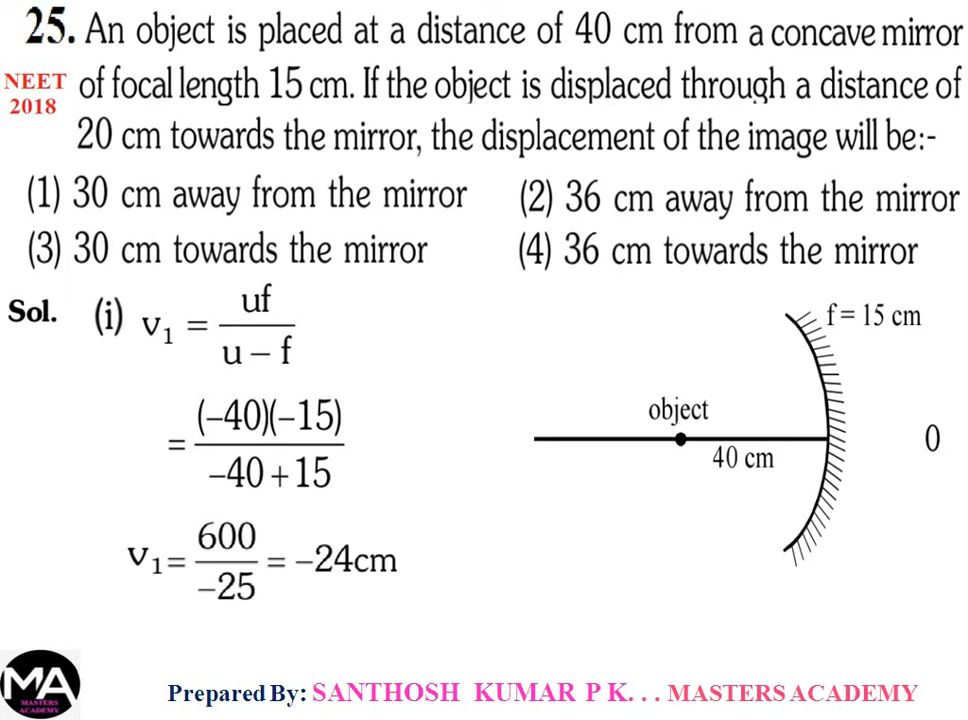 25. An object is placed at a distance of 40 cm from a concave mirror
NEET of focal length 15 cm. If the object is displaced through a distance of
2018
20 cm towards the mirror, the displacement of the image will be:-
(1) 30 cm away from the mirror (2) 36 cm away from the mirror
(3) 30 cm towards the mirror (4) 36 cm towards the mirror
Sol. (i) v₁ = uf / u – f
f = 15 cm
= (–40)(–15) / –40 + 15
object
40 cm
0
v₁ = 600 / –25 = –24cm
MA
MASTERS
ACADEMY
Prepared By: SANTHOSH KUMAR P K. . . MASTERS ACADEMY